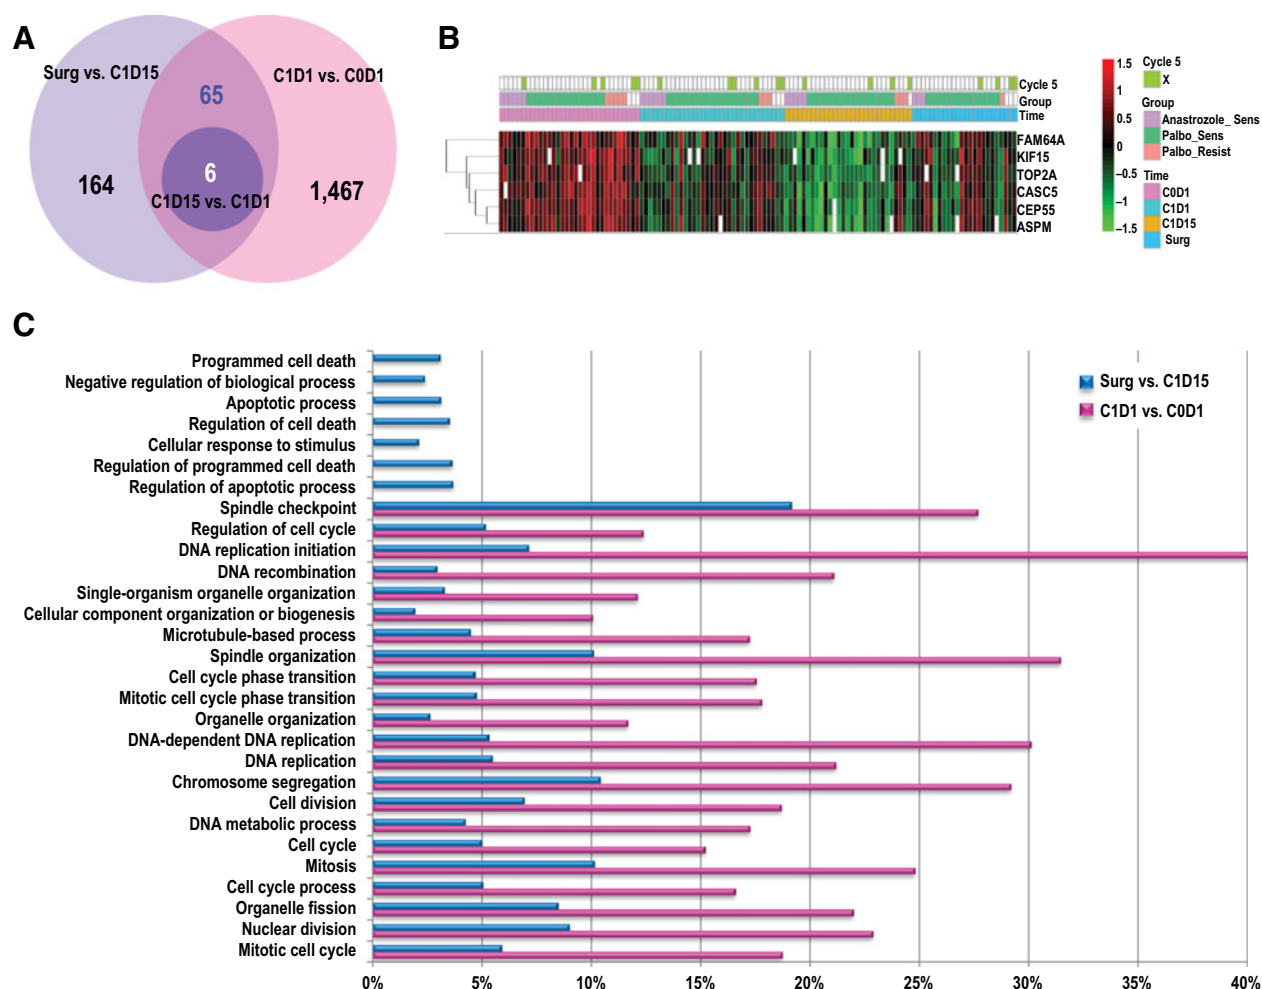 A
Surg vs. C1D15
C1D1 vs. C0D1
65
164
6
1,467
C1D15 vs. C1D1
B
Cycle 5
Group
Time
FAM64A
KIF15
TOP2A
CASC5
CEP55
ASPM
1.5
1
0.5
0
−0.5
−1
−1.5
Cycle 5
X
Group
Anastrozole_ Sens
Palbo_Sens
Palbo_Resist
Time
C0D1
C1D1
C1D15
Surg
C
Programmed cell death
Negative regulation of biological process
Apoptotic process
Regulation of cell death
Cellular response to stimulus
Regulation of programmed cell death
Regulation of apoptotic process
Spindle checkpoint
Regulation of cell cycle
DNA replication initiation
DNA recombination
Single-organism organelle organization
Cellular component organization or biogenesis
Microtubule-based process
Spindle organization
Cell cycle phase transition
Mitotic cell cycle phase transition
Organelle organization
DNA-dependent DNA replication
DNA replication
Chromosome segregation
Cell division
DNA metabolic process
Cell cycle
Mitosis
Cell cycle process
Organelle fission
Nuclear division
Mitotic cell cycle
Surg vs. C1D15
C1D1 vs. C0D1
0% 5% 10% 15% 20% 25% 30% 35% 40%